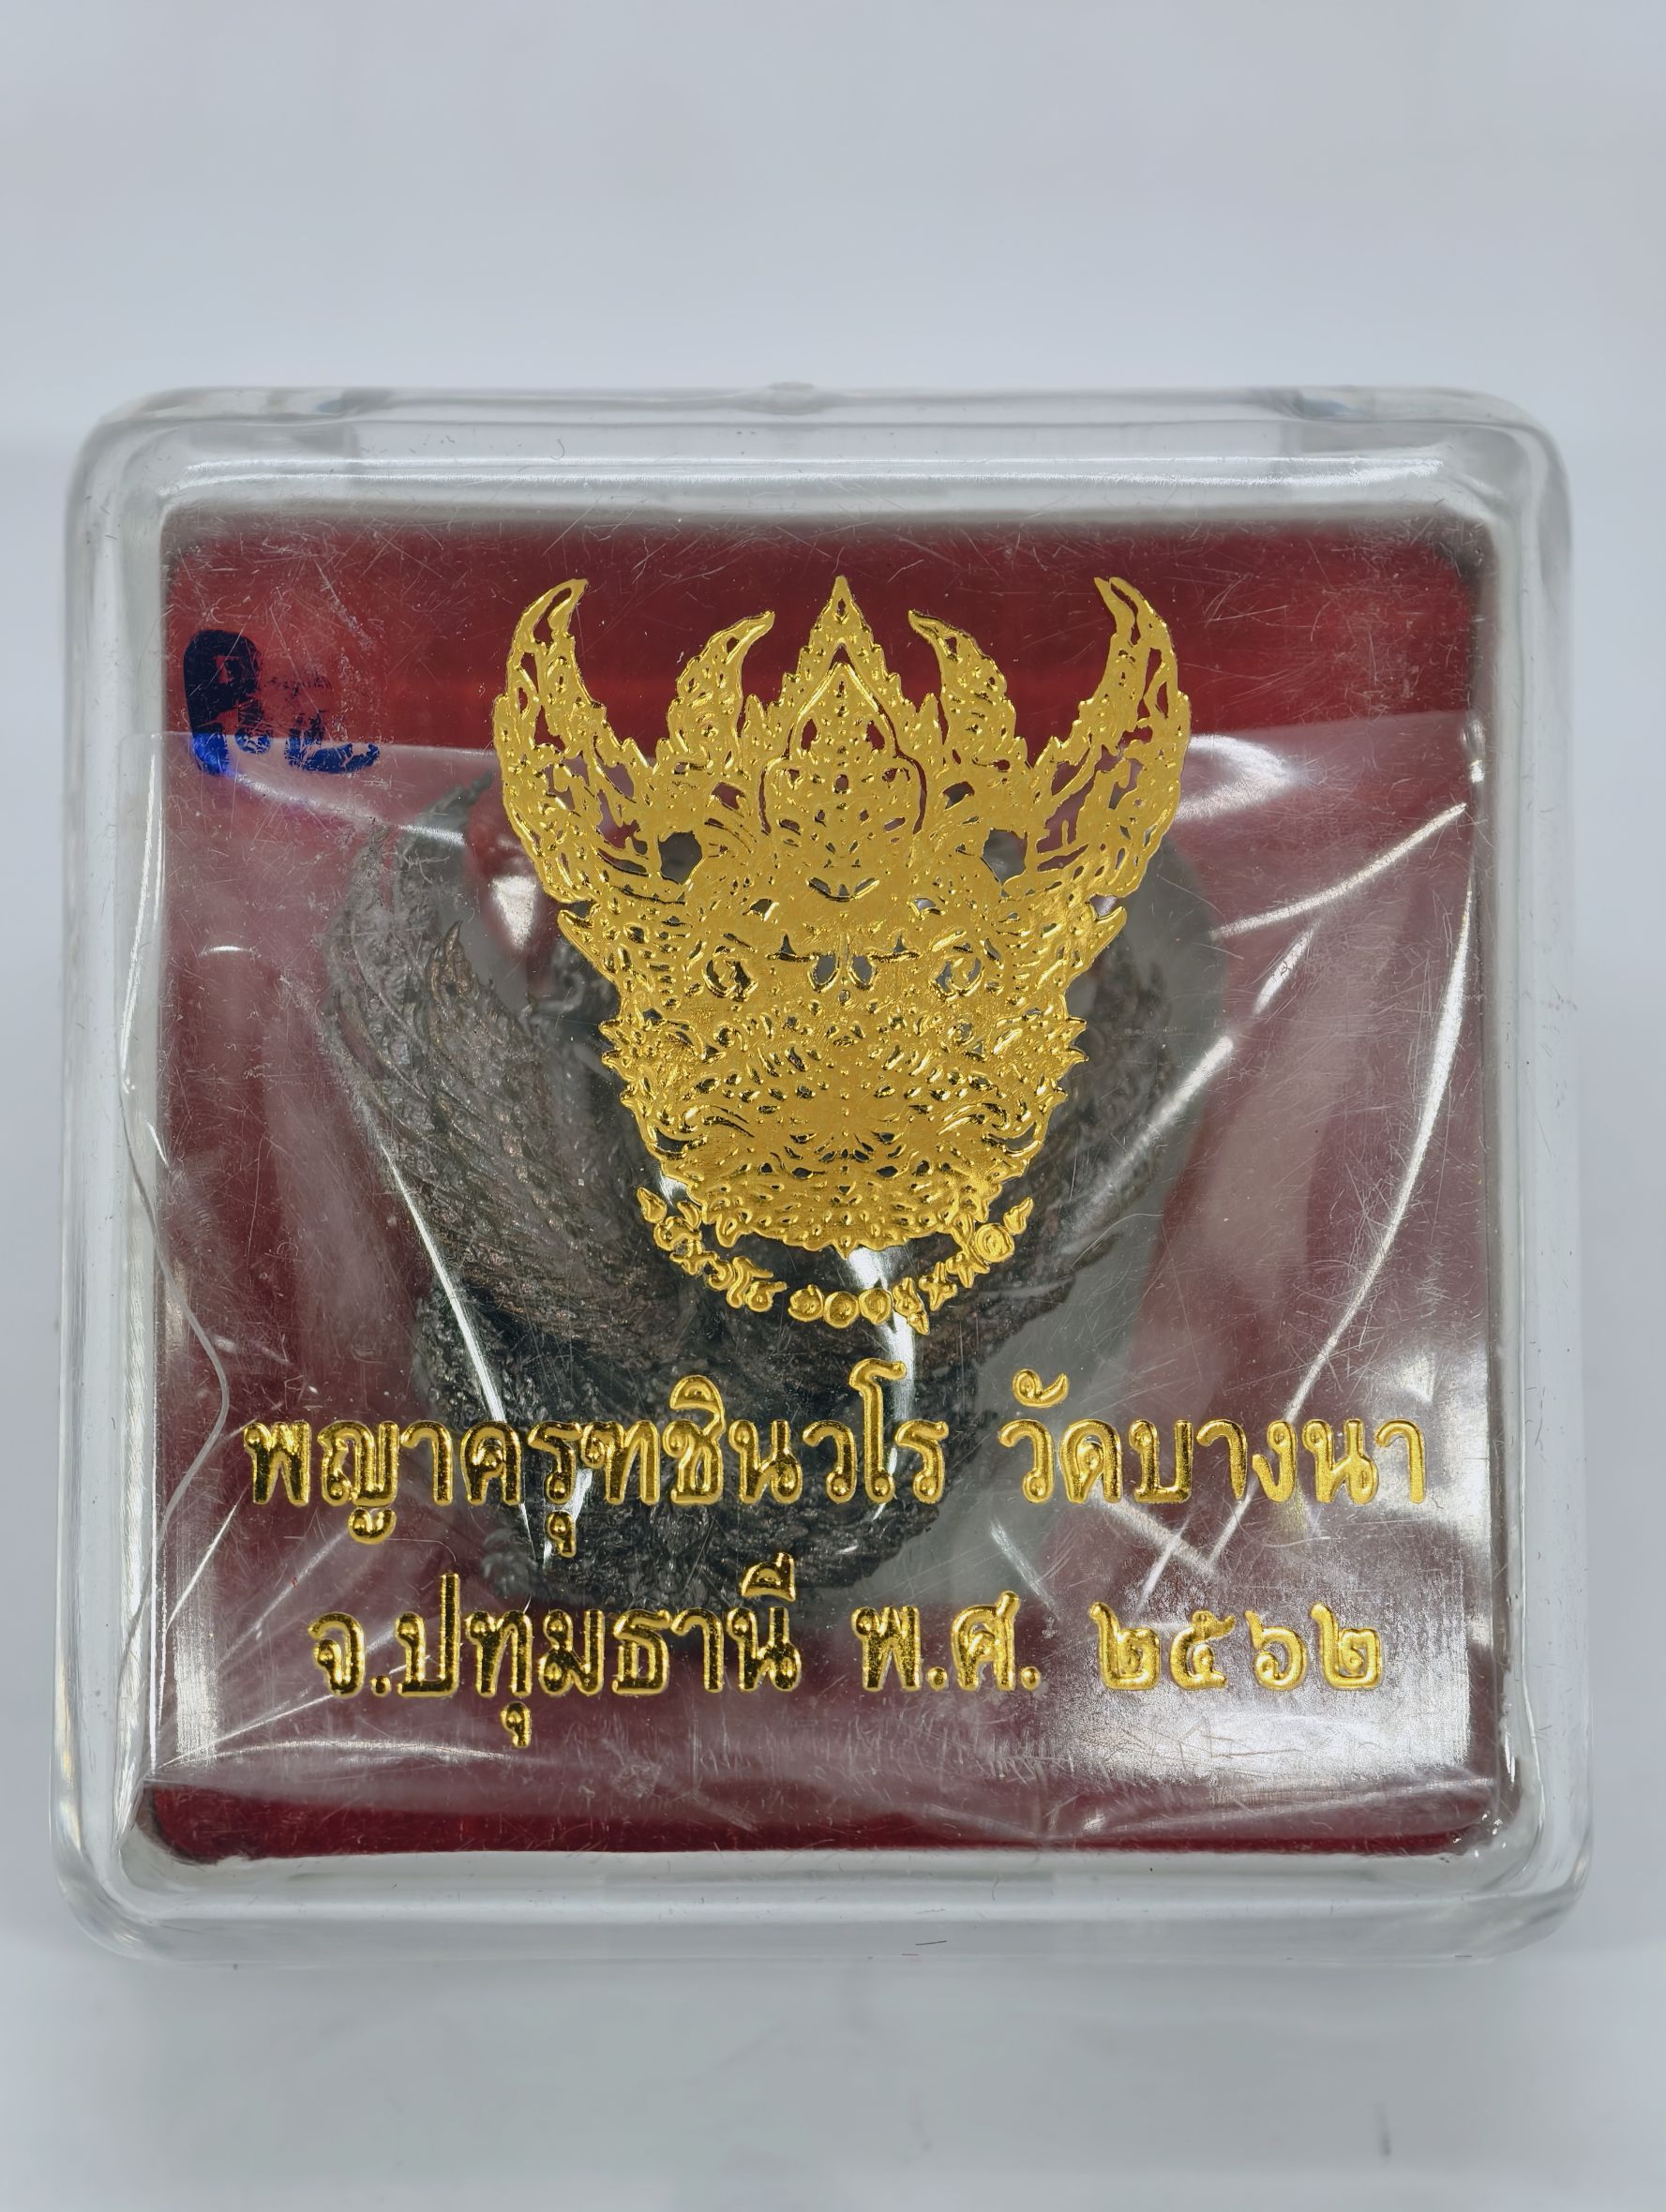 พญาครุฑชินวโร วัดบางนา
จ.ปทุมธานี พ.ศ. ๒๕๖๒